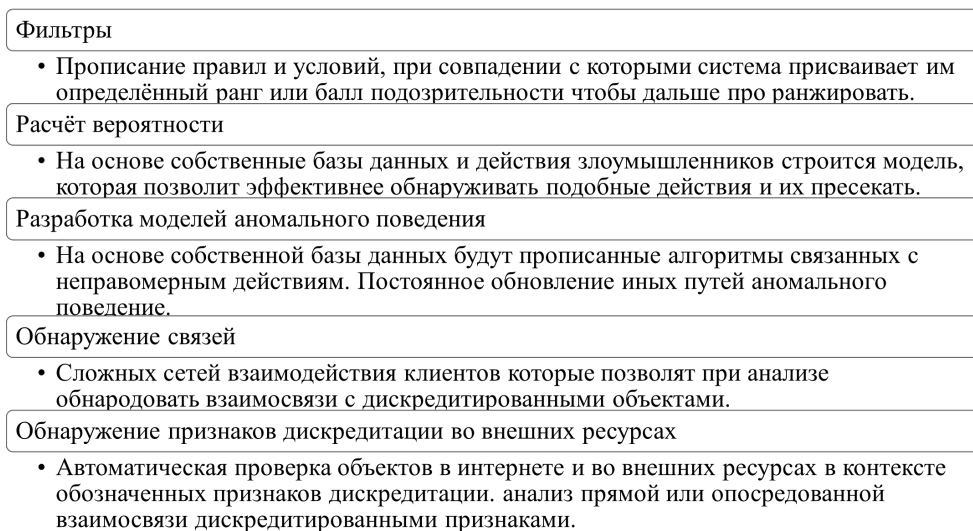 Фильтры
• Прописание правил и условий, при совпадении с которыми система присваивает им
определённый ранг или балл подозрительности чтобы дальше про ранжировать.
Расчёт вероятности
• На основе собственные базы данных и действия злоумышленников строится модель,
которая позволит эффективнее обнаруживать подобные действия и их пресекать.
Разработка моделей аномального поведения
• На основе собственной базы данных будут прописанные алгоритмы связанных с
неправомерным действиям. Постоянное обновление иных путей аномального
поведение.
Обнаружение связей
• Сложных сетей взаимодействия клиентов которые позволят при анализе
обнародовать взаимосвязи с дискредитированными объектами.
Обнаружение признаков дискредитации во внешних ресурсах
• Автоматическая проверка объектов в интернете и во внешних ресурсах в контексте
обозначенных признаков дискредитации. анализ прямой или опосредованной
взаимосвязи дискредитированными признаками.